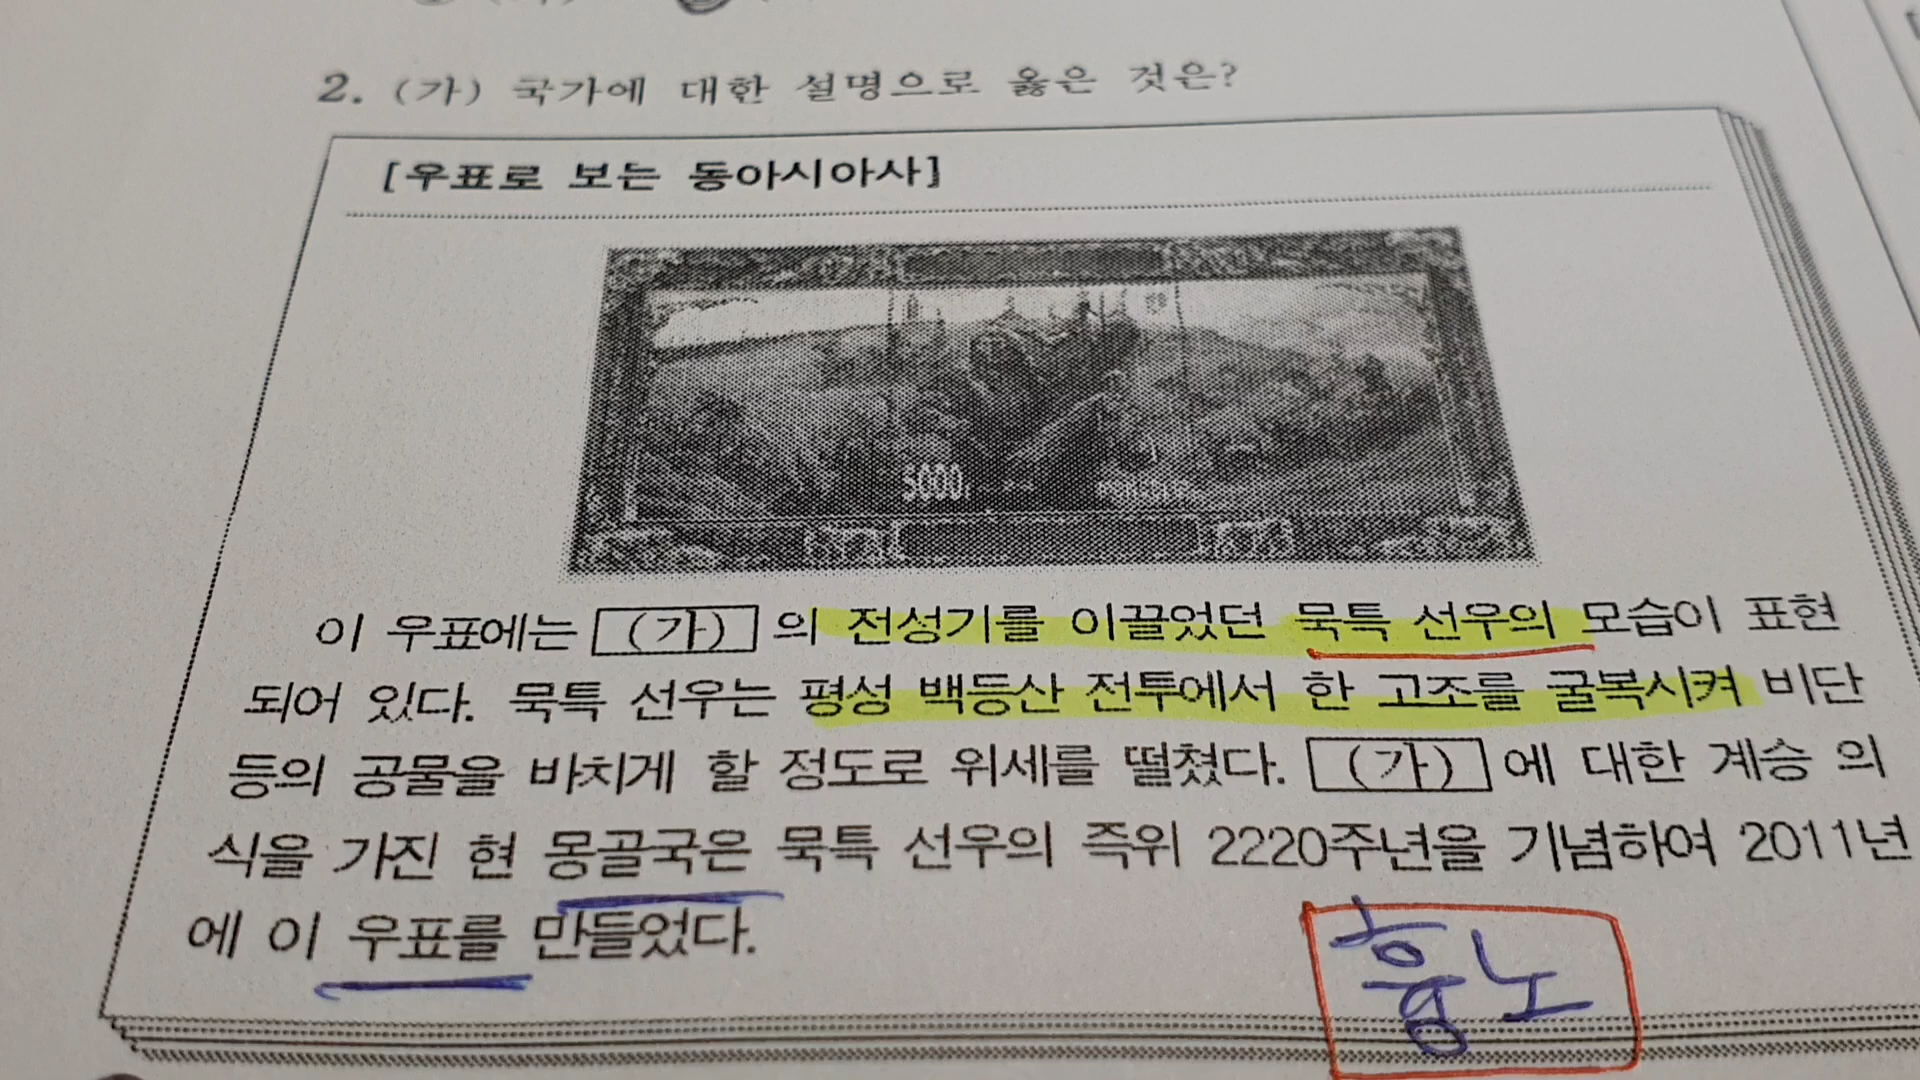 2. (가) 국가에 대한 설명으로 옳은 것은?
[우표로 보는 동아시아사]
5000
이 우표에는 (가) 의 전성기를 이끌었던 묵특 선우의 모습이 표현
되어 있다. 묵특 선우는 평성 백등산 전투에서 한 고조를 굴복시켜 비단
등의 공물을 바치게 할 정도로 위세를 떨쳤다. (가) 에 대한 계승 의
식을 가진 현 몽골국은 묵특 선우의 즉위 2220주년을 기념하여 2011년
에 이 우표를 만들었다.
흉노